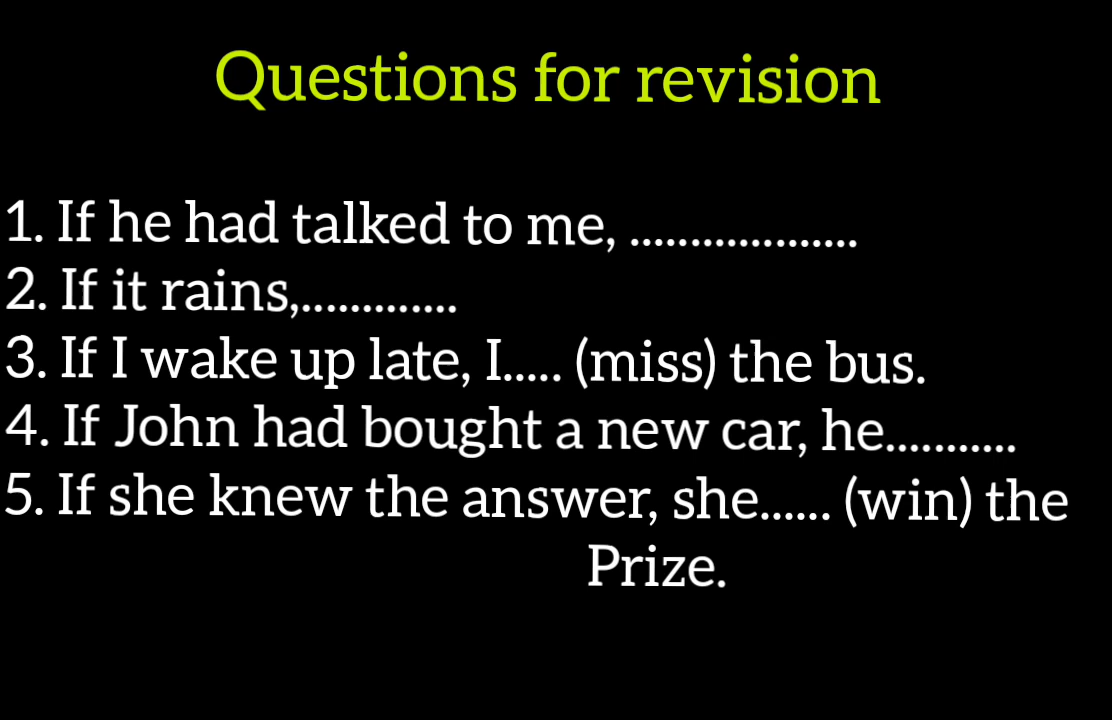 Questions for revision
1. If he had talked to me, ...................
2. If it rains,.............
3. If I wake up late, I..... (miss) the bus.
4. If John had bought a new car, he...........
5. If she knew the answer, she...... (win) the
Prize.